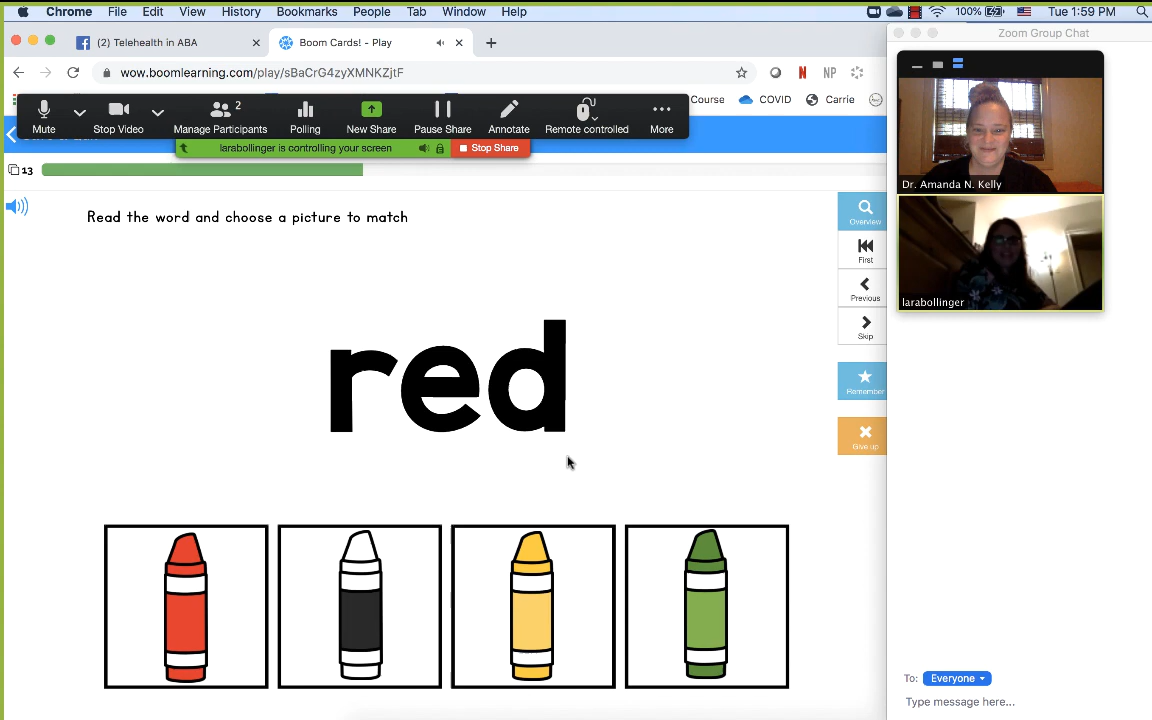 Chrome File Edit View History Bookmarks People Tab Window Help 100% Tue 1:59 PM
Zoom Group Chat
(2) Telehealth in ABA
Boom Cards! - Play
wow.boomlearning.com/play/sBaCrG4zyXMNKZjtF
N NP
Course COVID Carrie
Mute Stop Video Manage Participants 2 Polling New Share Pause Share Annotate Remote controlled More
larabollinger is controlling your screen Stop Share
13
Read the word and choose a picture to match
red
Overview
First
Previous
Skip
Remember
Give up
Dr. Amanda N. Kelly
larabollinger
To: Everyone
Type message here...